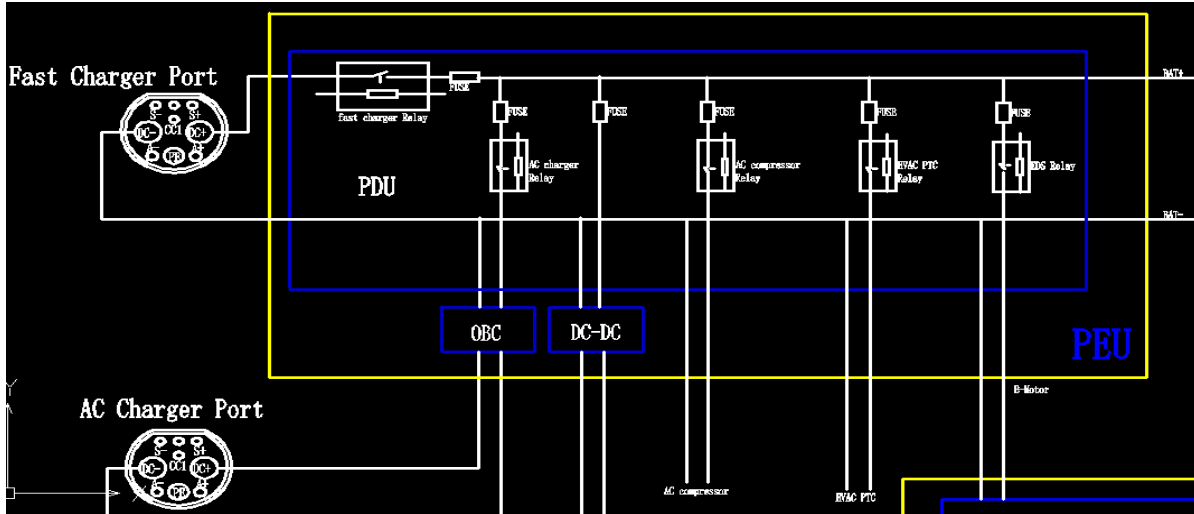 Fast Charger Port
S- S+
DC- CC1 DC+
A- PE A+
fast charger Relay
FUSE
BAT+
FUSE
FUSE
FUSE
FUSE
FUSE
AC charger
Relay
AC compressor
Relay
HVAC PTC
Relay
EDS Relay
PDU
BAT-
OBC
DC-DC
PEU
E-Motor
Y
AC Charger Port
S- S+
DC- CC1 DC+
A- PE A+
X
AC compressor
HVAC PTC